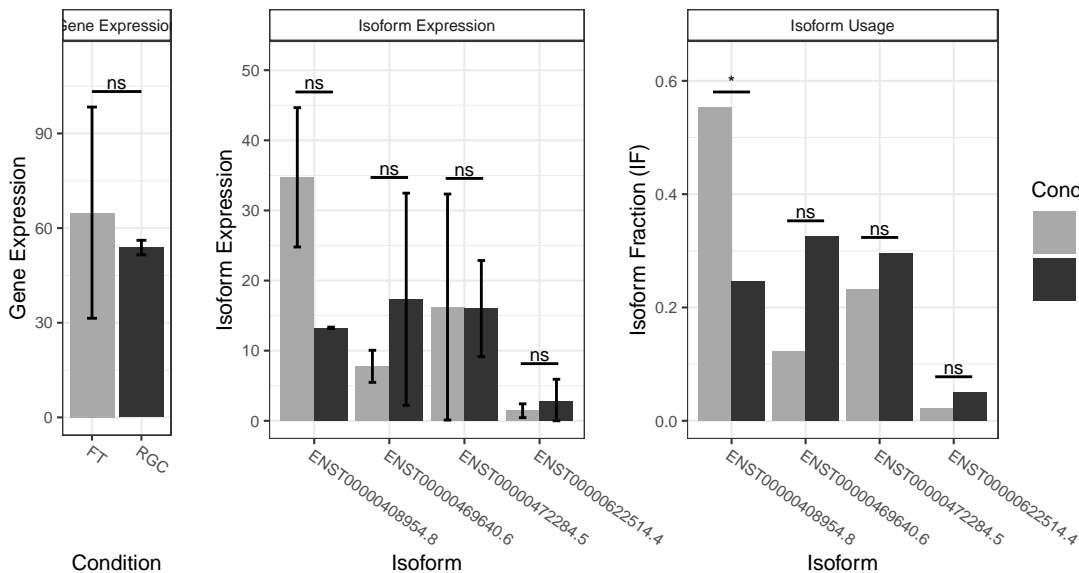 Gene Expression
Gene Expression
90
60
30
0
ns
FT
RGC
Condition
Isoform Expression
Isoform Expression
50
40
30
20
10
0
ns
ns
ns
ns
ENST00000408954.8
ENST00000469640.6
ENST00000472284.5
ENST00000622514.4
Isoform
Isoform Usage
Isoform Fraction (IF)
0.6
0.4
0.2
0.0
*
ns
ns
ns
ENST00000408954.8
ENST00000469640.6
ENST00000472284.5
ENST00000622514.4
Isoform
Cond